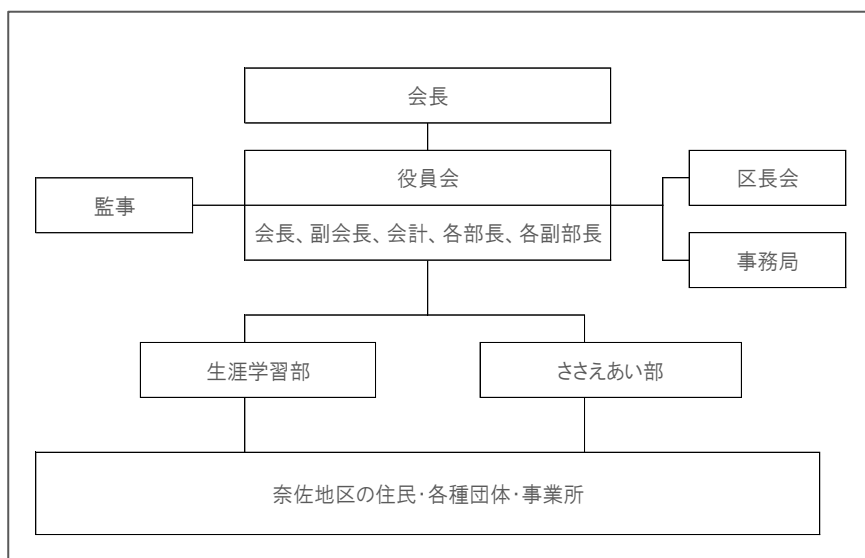 会長
役員会
会長、副会長、会計、各部長、各副部長
監事
区長会
事務局
生涯学習部
ささえあい部
奈佐地区の住民・各種団体・事業所